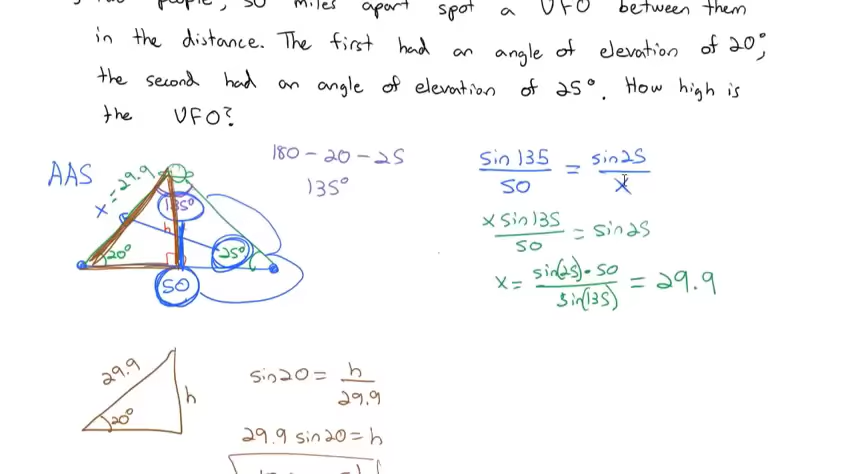 people, 50 miles apart spot a UFO between them
in the distance. The first had an angle of elevation of 20°,
the second had an angle of elevation of 25°. How high is
the UFO?
AAS
x = 29.9
135°
h
20°
25°
50
180 - 20 - 25
135°
sin 135 / 50 = sin 25 / x
x sin 135 / 50 = sin 25
x = sin(25) • 50 / sin(135) = 29.9
29.9
20°
h
sin 20 = h / 29.9
29.9 sin 20 = h